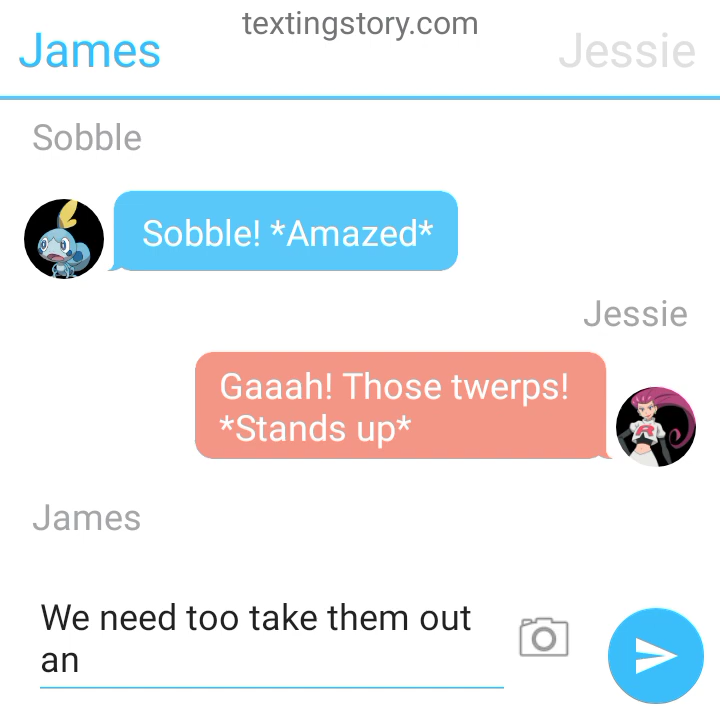 textingstory.com
James
Jessie
Sobble
Sobble! *Amazed*
Jessie
Gaaah! Those twerps!
*Stands up*
James
We need too take them out
an